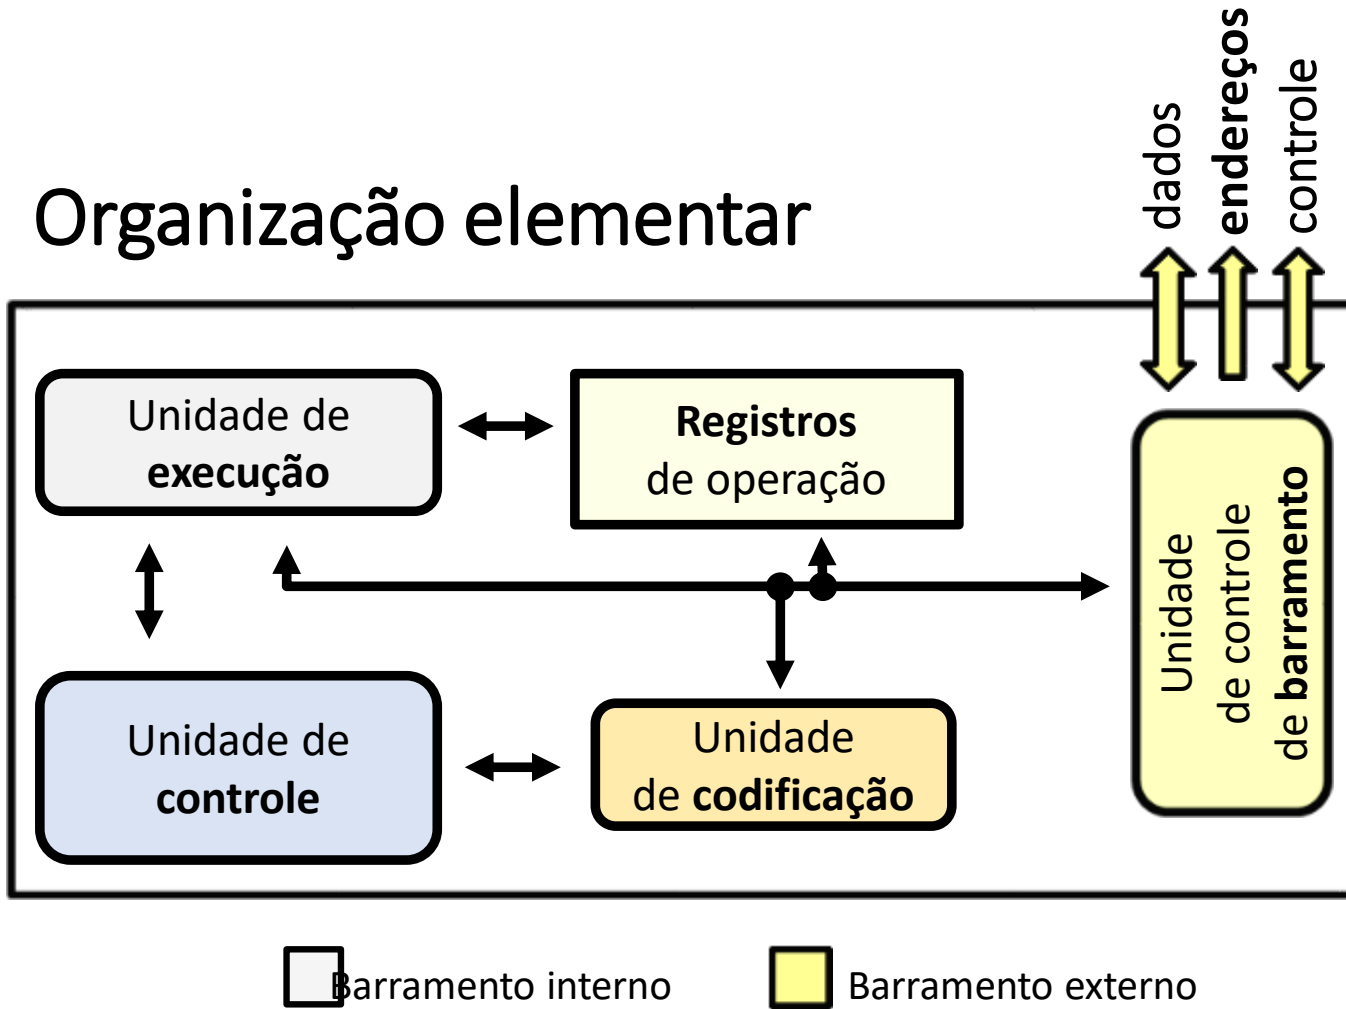 dados
endereços
controle
Organização elementar
Unidade de
execução
Registros
de operação
Unidade
de controle
de barramento
Unidade de
controle
Unidade
de codificação
Barramento interno
Barramento externo